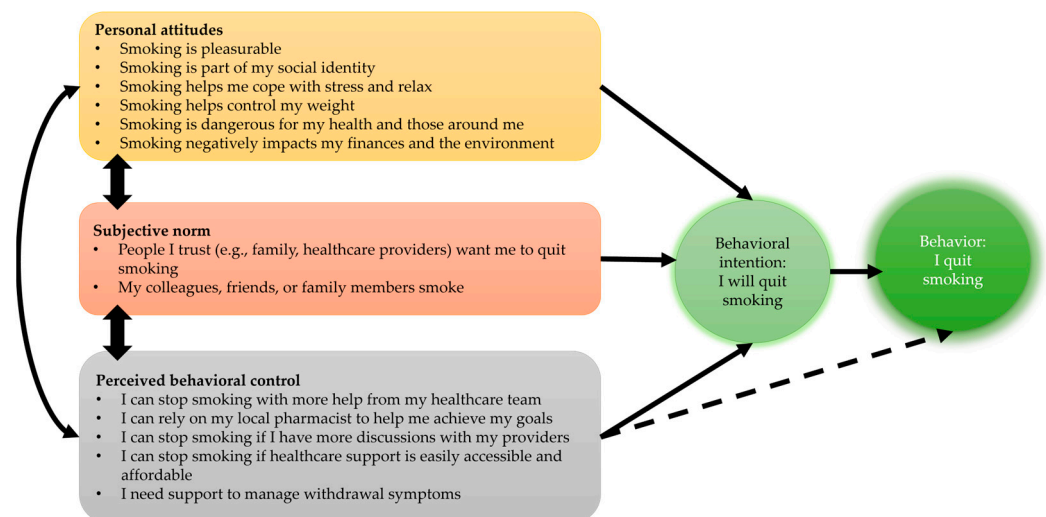 Personal attitudes
• Smoking is pleasurable
• Smoking is part of my social identity
• Smoking helps me cope with stress and relax
• Smoking helps control my weight
• Smoking is dangerous for my health and those around me
• Smoking negatively impacts my finances and the environment
Subjective norm
• People I trust (e.g., family, healthcare providers) want me to quit
smoking
• My colleagues, friends, or family members smoke
Perceived behavioral control
• I can stop smoking with more help from my healthcare team
• I can rely on my local pharmacist to help me achieve my goals
• I can stop smoking if I have more discussions with my providers
• I can stop smoking if healthcare support is easily accessible and
affordable
• I need support to manage withdrawal symptoms
Behavioral
intention:
I will quit
smoking
Behavior:
I quit
smoking